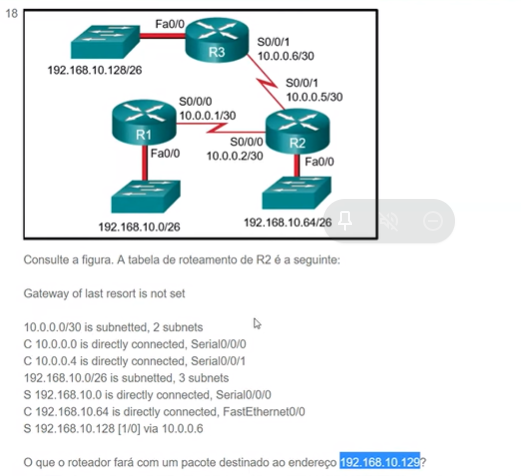 18
Fa0/0
R3
S0/0/1
10.0.0.6/30
192.168.10.128/26
S0/0/1
10.0.0.5/30
S0/0/0
10.0.0.1/30
R1
S0/0/0
10.0.0.2/30
R2
Fa0/0
Fa0/0
192.168.10.0/26
192.168.10.64/26
Consulte a figura. A tabela de roteamento de R2 é a seguinte:
Gateway of last resort is not set
10.0.0.0/30 is subnetted, 2 subnets
C 10.0.0.0 is directly connected, Serial0/0/0
C 10.0.0.4 is directly connected, Serial0/0/1
192.168.10.0/26 is subnetted, 3 subnets
S 192.168.10.0 is directly connected, Serial0/0/0
C 192.168.10.64 is directly connected, FastEthernet0/0
S 192.168.10.128 [1/0] via 10.0.0.6
O que o roteador fará com um pacote destinado ao endereço 192.168.10.129?